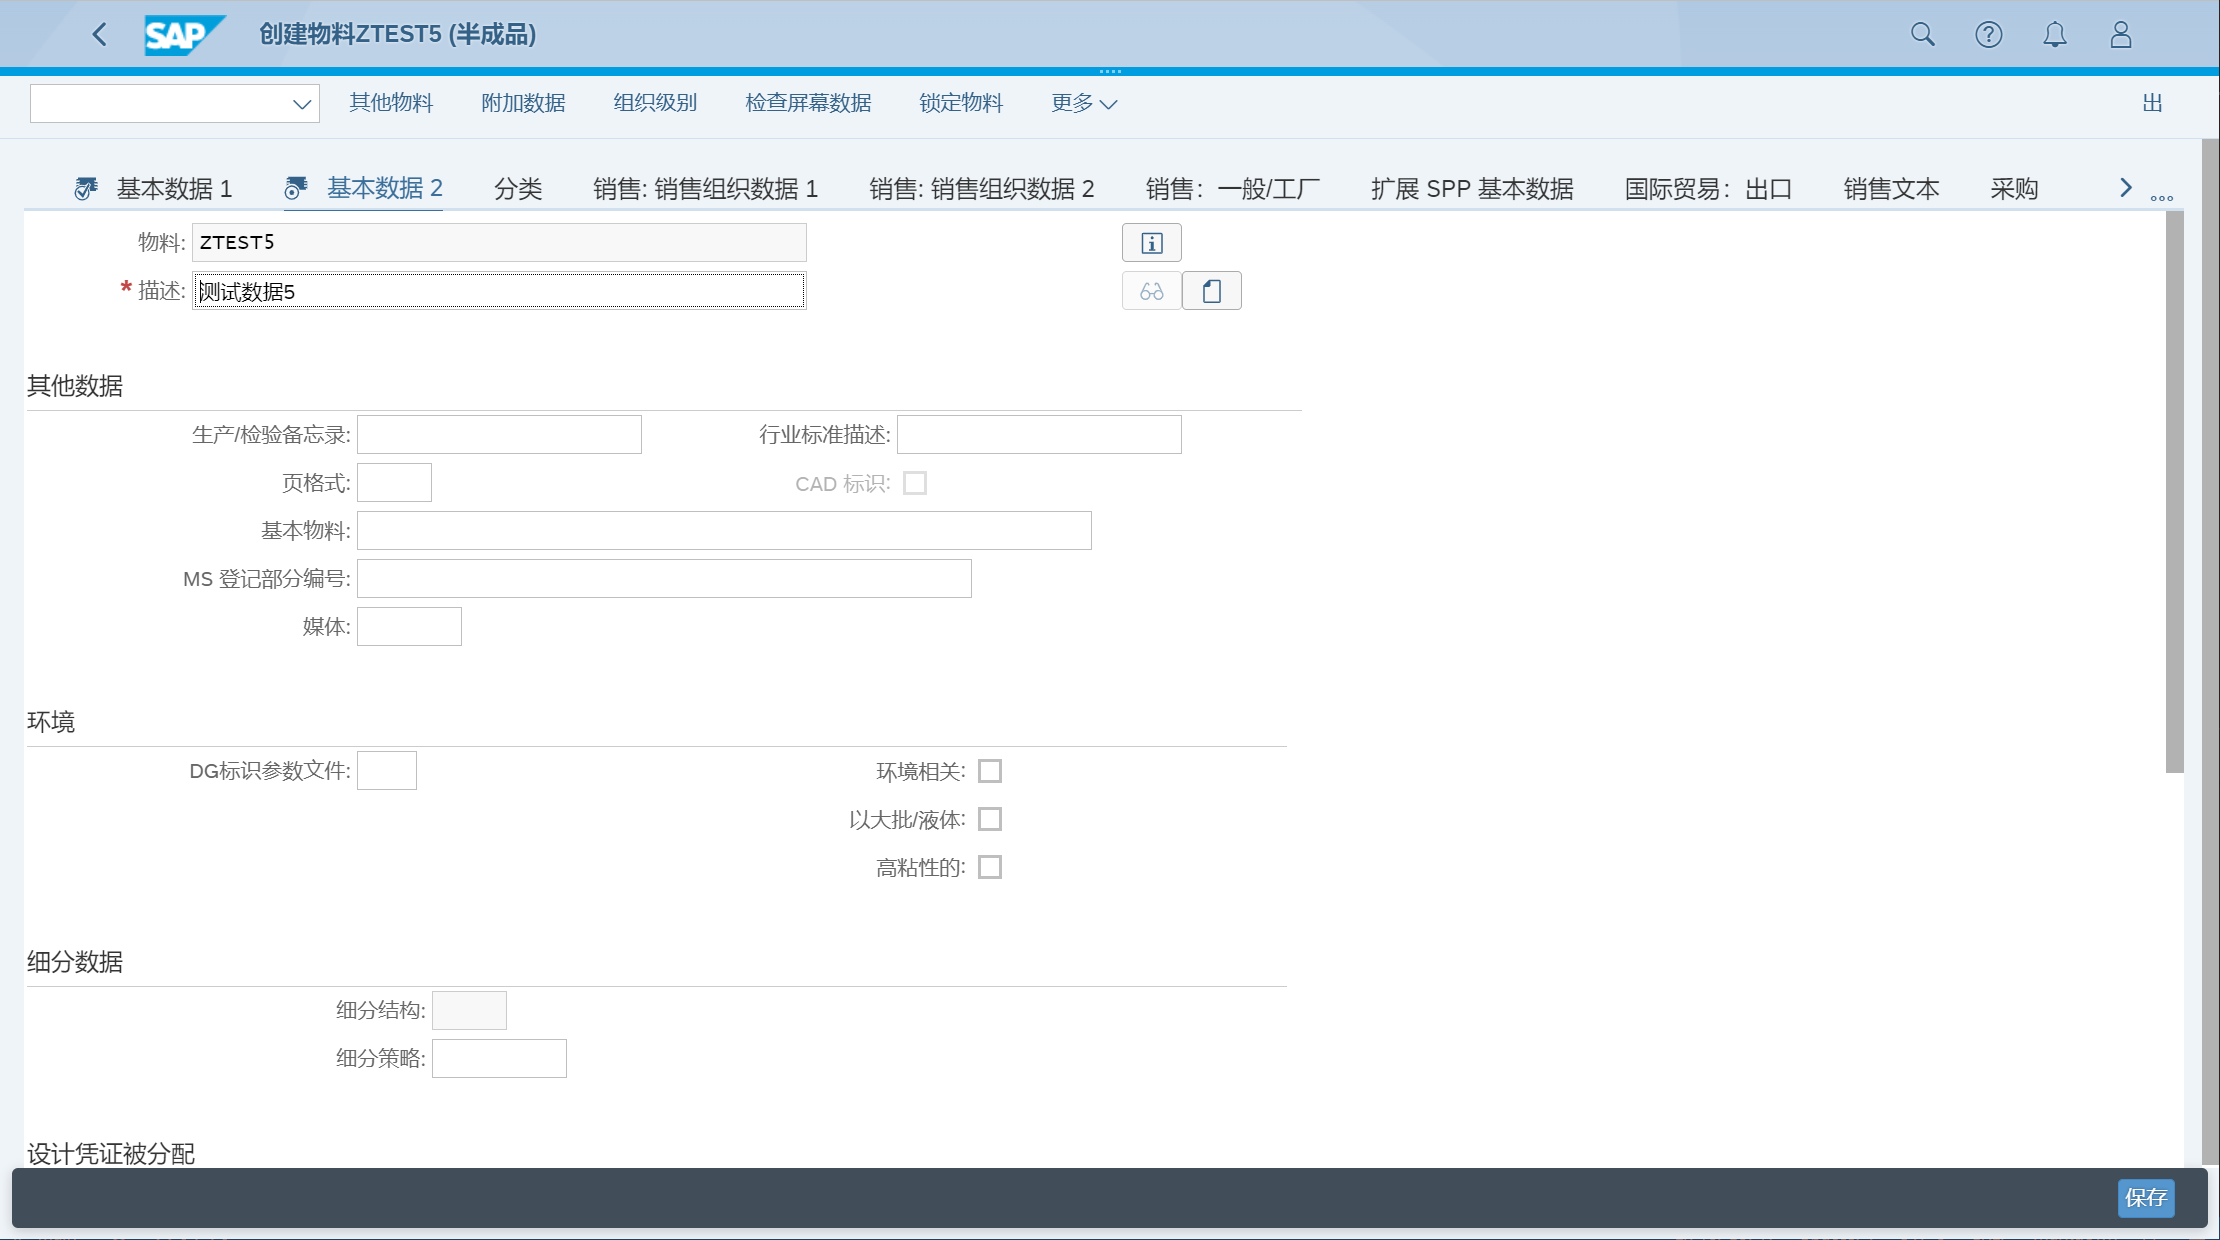 SAP 创建物料ZTEST5 (半成品)
其他物料 附加数据 组织级别 检查屏幕数据 锁定物料 更多 出
基本数据 1 基本数据 2 分类 销售: 销售组织数据 1 销售: 销售组织数据 2 销售：一般/工厂 扩展 SPP 基本数据 国际贸易：出口 销售文本 采购
物料: ZTEST5
* 描述: 测试数据5
其他数据
生产/检验备忘录: 行业标准描述:
页格式: CAD 标识:
基本物料:
MS 登记部分编号:
媒体:
环境
DG标识参数文件: 环境相关:
以大批/液体:
高粘性的:
细分数据
细分结构:
细分策略:
设计凭证被分配
保存